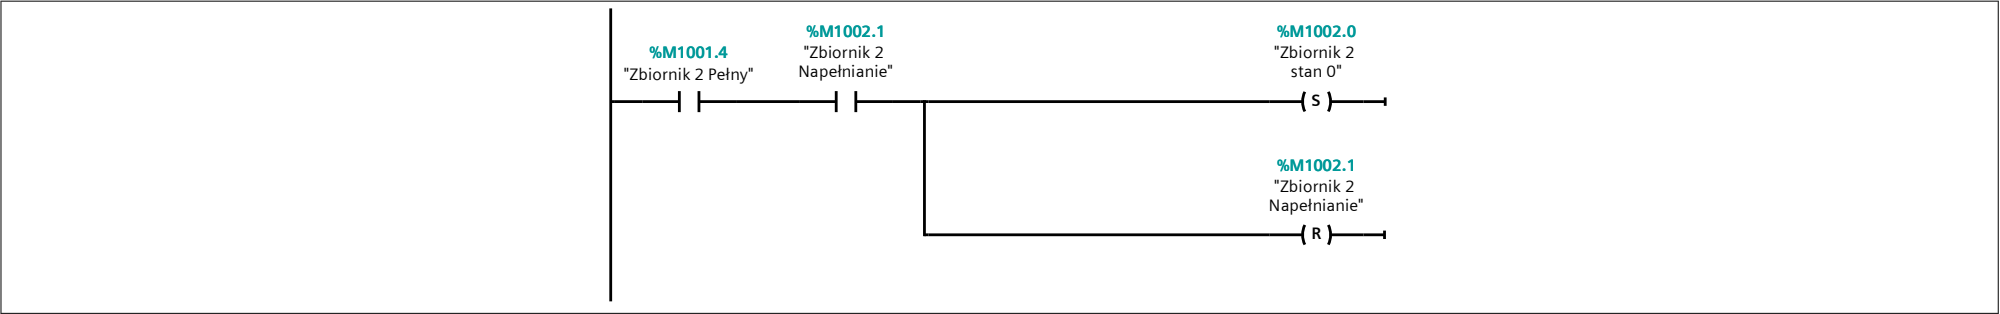 %M1001.4
"Zbiornik 2 Pełny"
%M1002.1
"Zbiornik 2
Napełnianie"
%M1002.0
"Zbiornik 2
stan 0"
S
%M1002.1
"Zbiornik 2
Napełnianie"
R